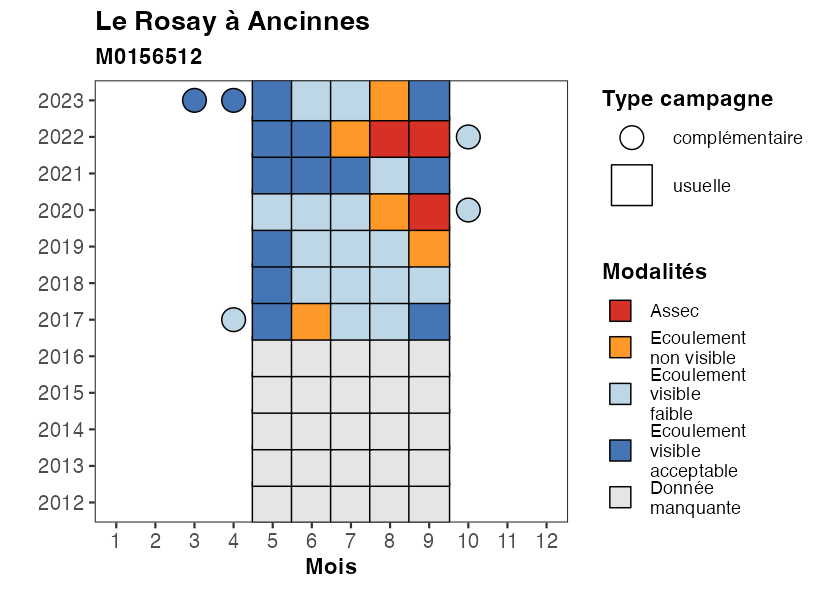 Le Rosay à Ancinnes
M0156512
2023
2022
2021
2020
2019
2018
2017
2016
2015
2014
2013
2012
1 2 3 4 5 6 7 8 9 10 11 12
Mois
Type campagne
complémentaire
usuelle
Modalités
Assec
Ecoulement
non visible
Ecoulement
visible
faible
Ecoulement
visible
acceptable
Donnée
manquante